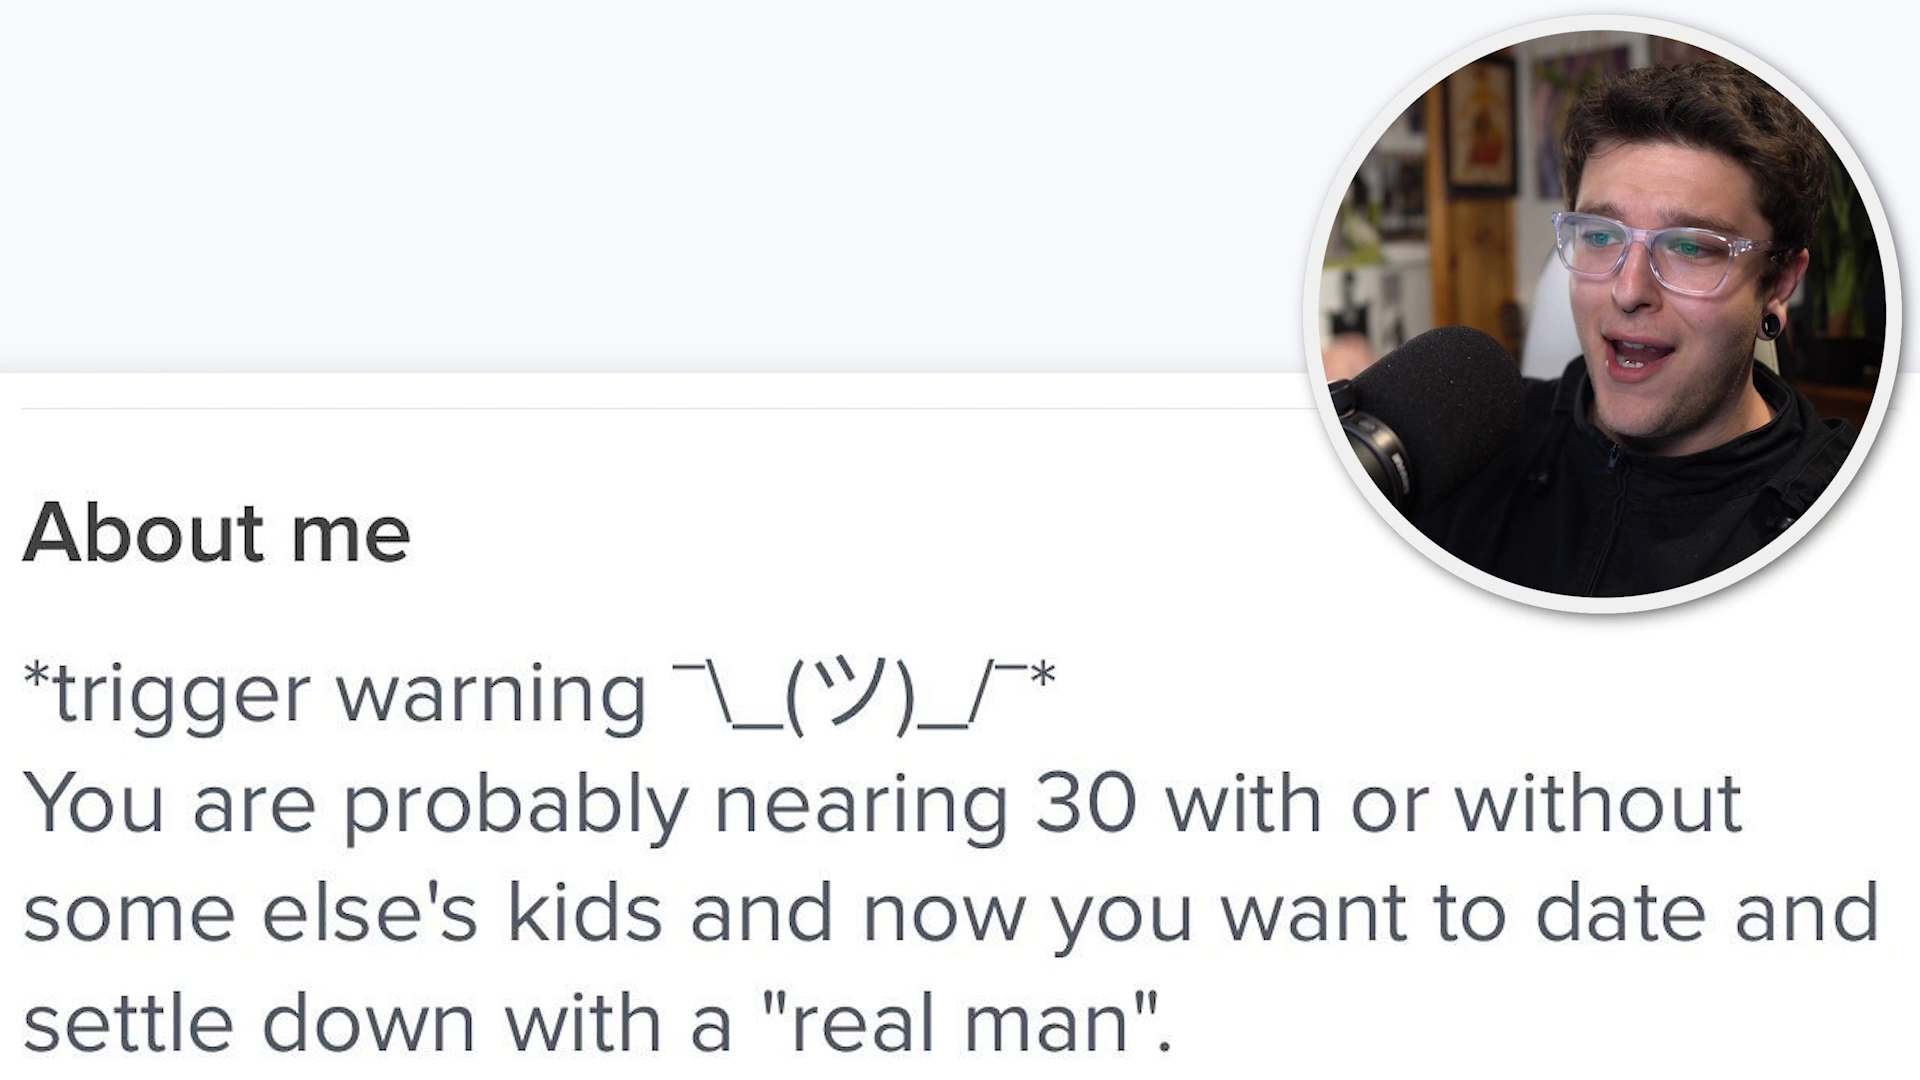 About me
*trigger warning ¯\_(ツ)_/¯*
You are probably nearing 30 with or without
some else's kids and now you want to date and
settle down with a "real man".